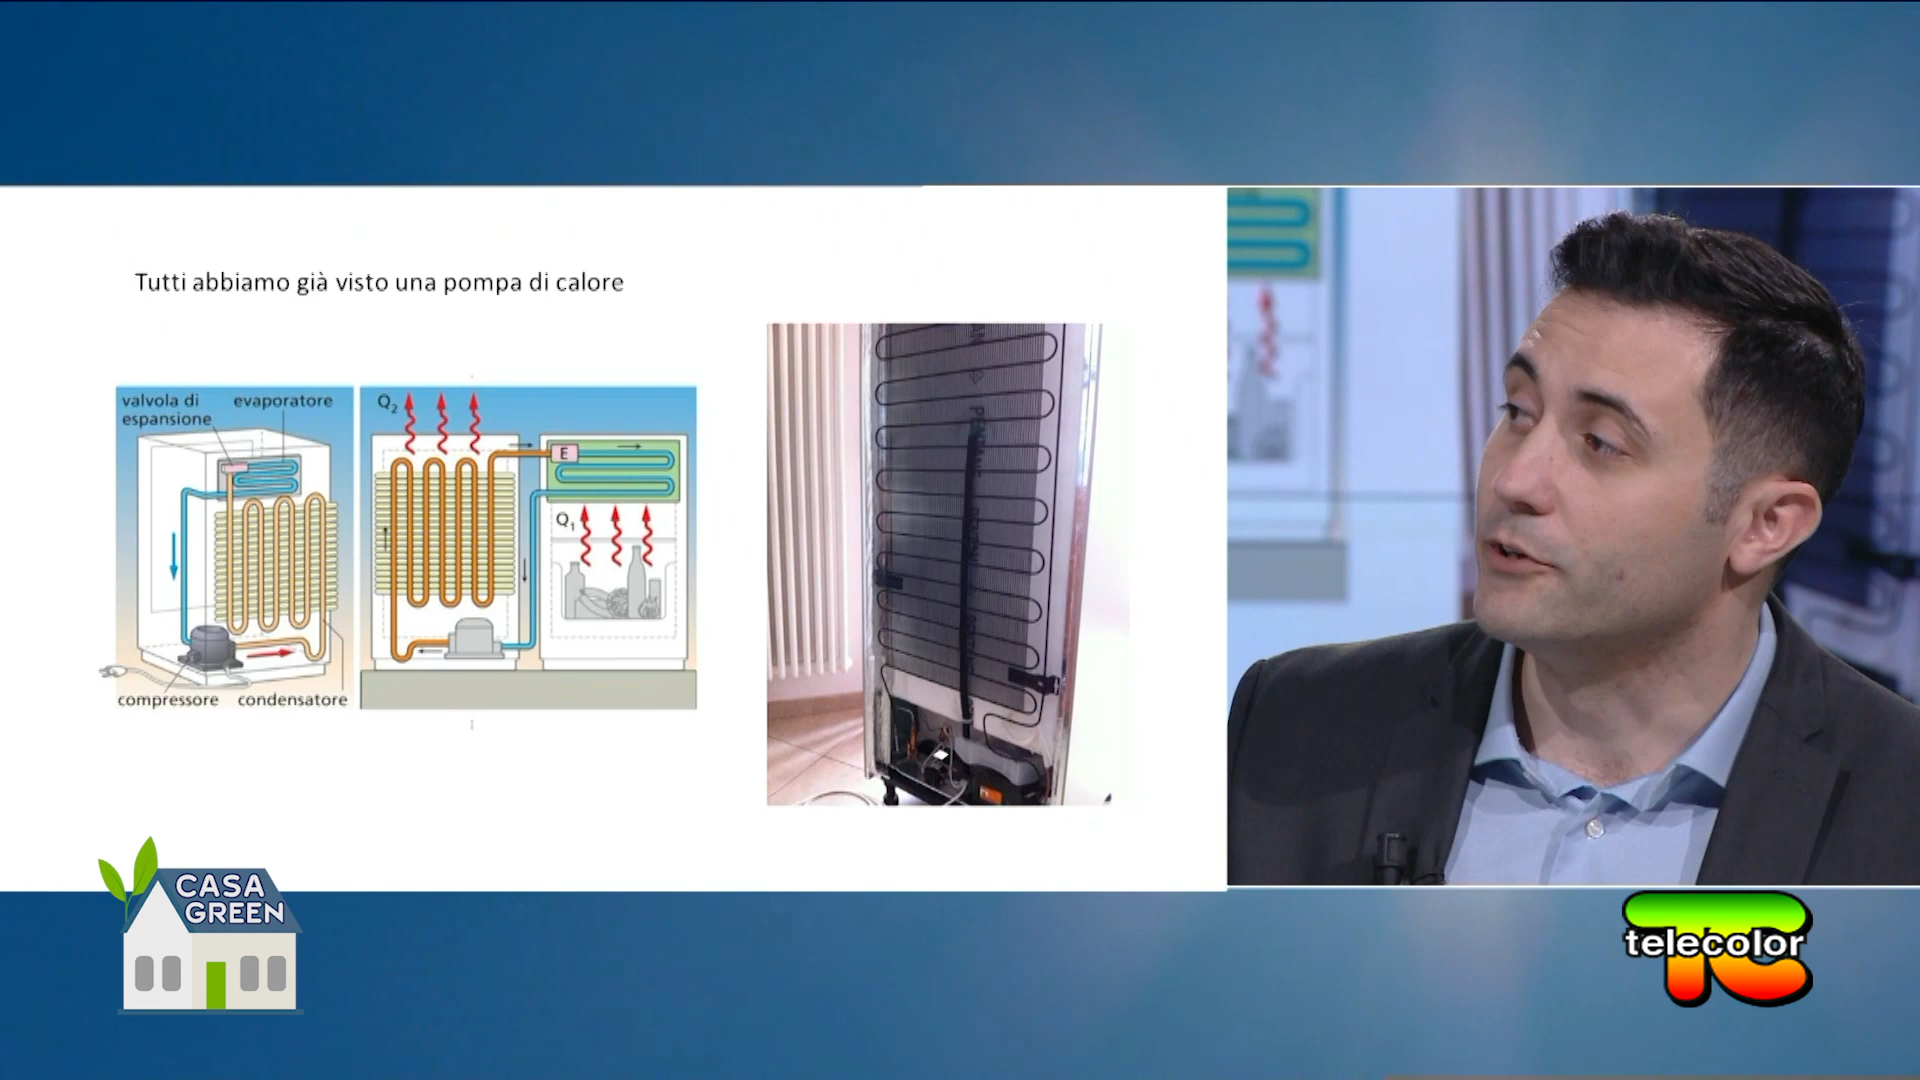 Tutti abbiamo già visto una pompa di calore
valvola di
espansione
evaporatore
compressore
condensatore
Q2
E
Q1
CASA
GREEN
telecolor
TC